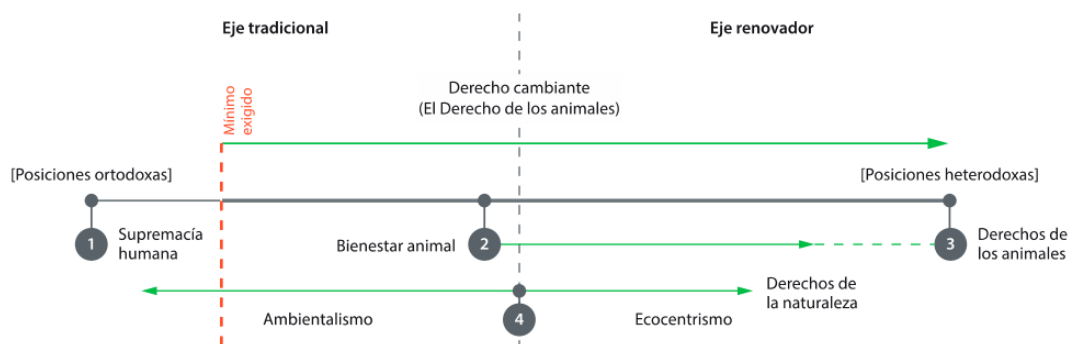 Eje tradicional
Eje renovador
Derecho cambiante
(El Derecho de los animales)
Mínimo
exigido
[Posiciones ortodoxas]
[Posiciones heterodoxas]
1
Supremacía
humana
Bienestar animal
2
3
Derechos de
los animales
Derechos de
la naturaleza
Ambientalismo
4
Ecocentrismo